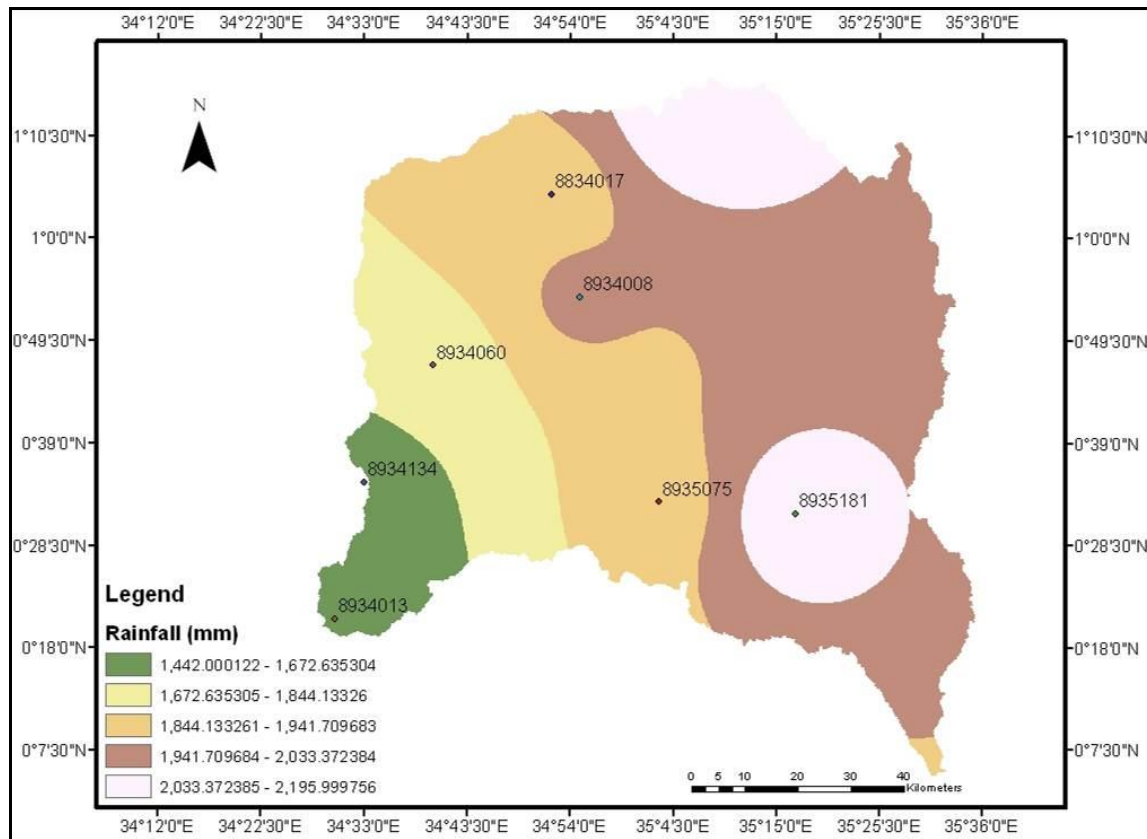 34°12'0"E 34°22'30"E 34°33'0"E 34°43'30"E 34°54'0"E 35°4'30"E 35°15'0"E 35°25'30"E 35°36'0"E
N
1°10'30"N 1°10'30"N
8834017
1°0'0"N 1°0'0"N
8934008
0°49'30"N 0°49'30"N
8934060
0°39'0"N 0°39'0"N
8934134
8935075
8935181
0°28'30"N 0°28'30"N
Legend
8934013
Rainfall (mm)
0°18'0"N 0°18'0"N
1,442.000122 - 1,672.635304
1,672.635305 - 1,844.13326
1,844.133261 - 1,941.709683
0°7'30"N 0°7'30"N
1,941.709684 - 2,033.372384
0 5 10 20 30 40
2,033.372385 - 2,195.999756
Kilometers
34°12'0"E 34°22'30"E 34°33'0"E 34°43'30"E 34°54'0"E 35°4'30"E 35°15'0"E 35°25'30"E 35°36'0"E